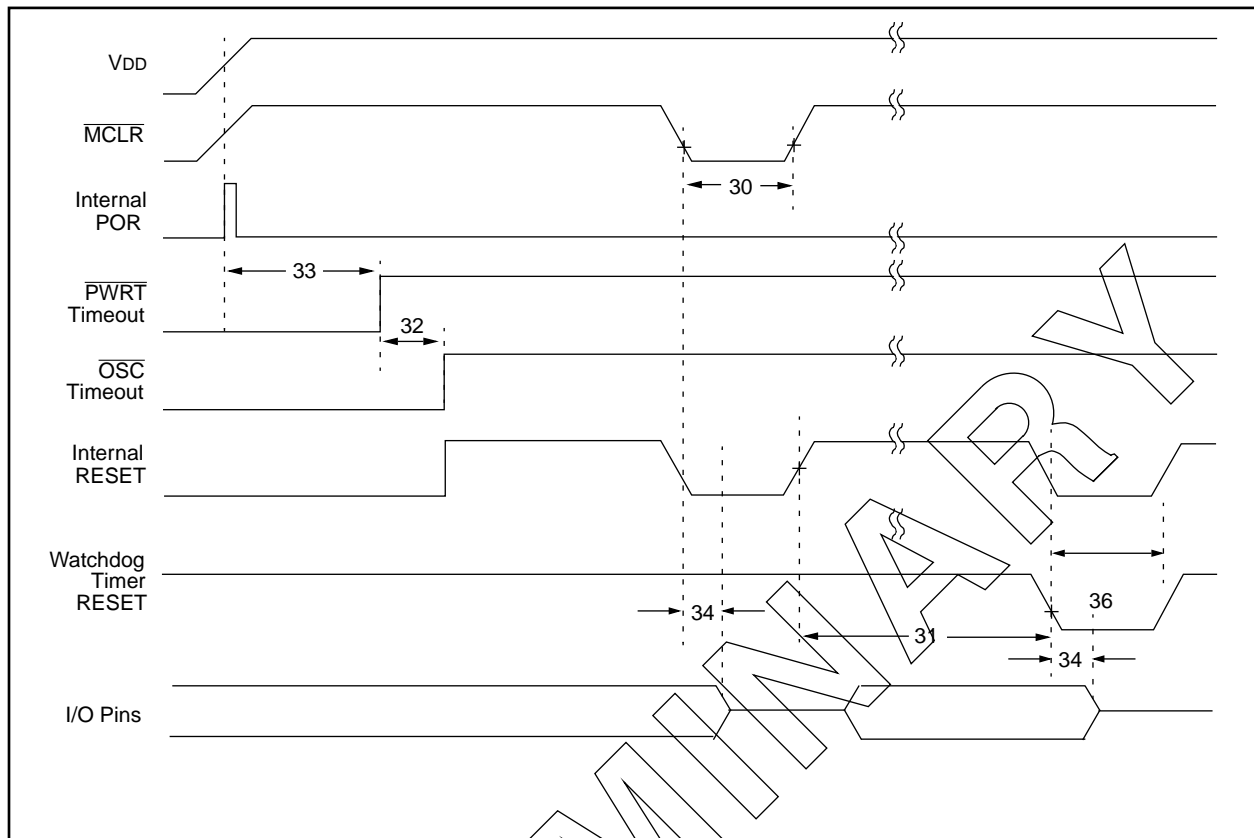 VDD
MCLR
Internal
POR
30
33
PWRT
Timeout
32
OSC
Timeout
Internal
RESET
Watchdog
Timer
RESET
34
36
31
34
I/O Pins
MINARY